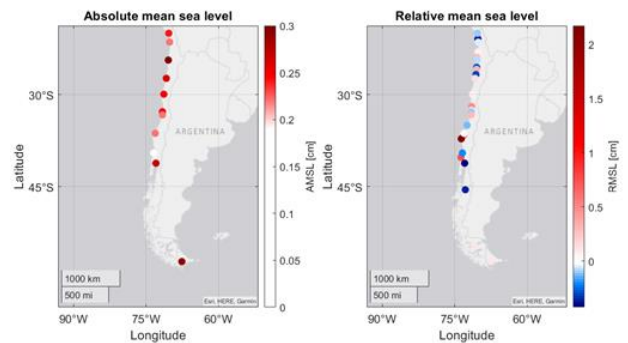 Absolute mean sea level
30°S
45°S
Latitude
ARGENTINA
1000 km
500 mi
Esri, HERE, Garmin
90°W
75°W
60°W
Longitude
0.3
0.25
0.2
0.15
0.1
0.05
0
AMSL [cm]
Relative mean sea level
30°S
45°S
Latitude
ARGENTINA
1000 km
500 mi
Esri, HERE, Garmin
90°W
75°W
60°W
Longitude
2
1.5
1
0.5
0
RMSL [cm]